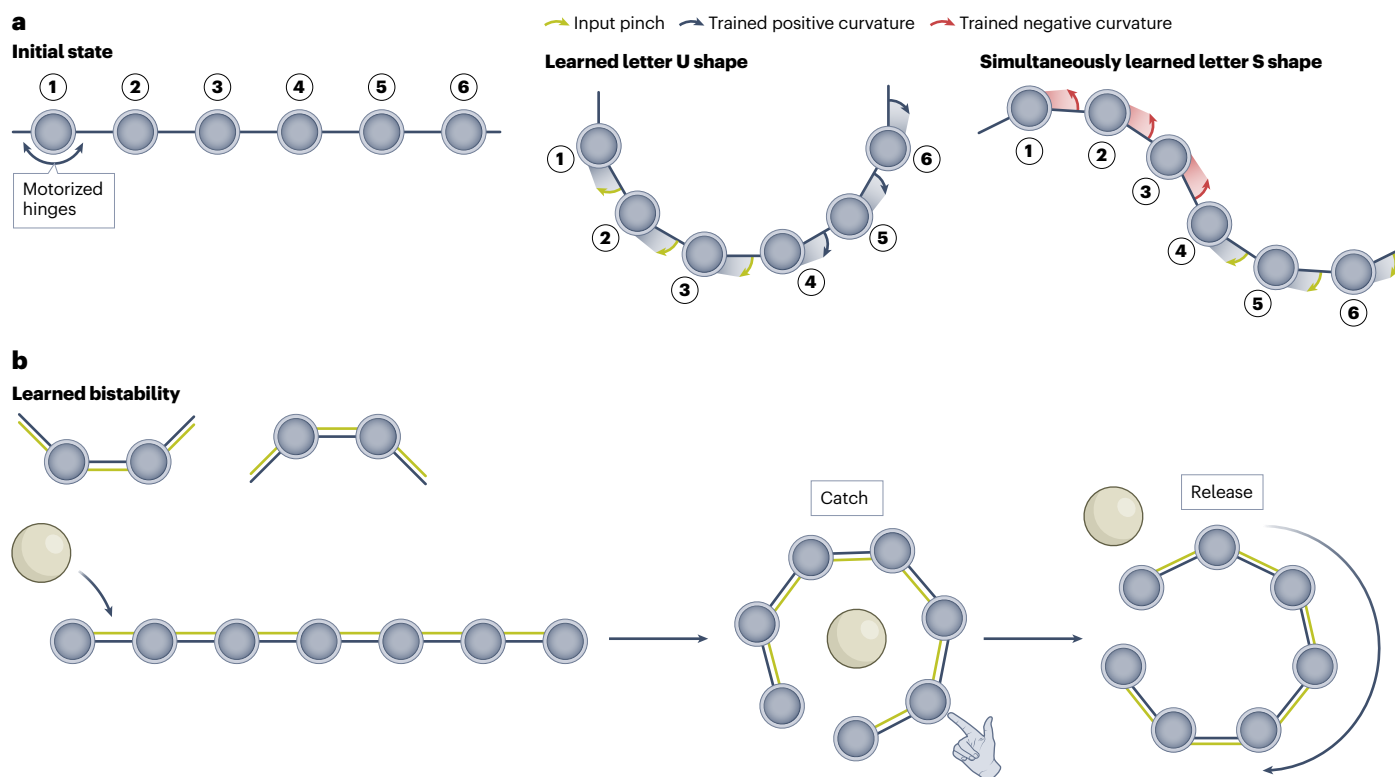 a
Initial state
1 2 3 4 5 6
Motorized
hinges
Input pinch Trained positive curvature Trained negative curvature
Learned letter U shape
1
2
3
4
5
6
Simultaneously learned letter S shape
1
2
3
4
5
6
b
Learned bistability
Catch
Release